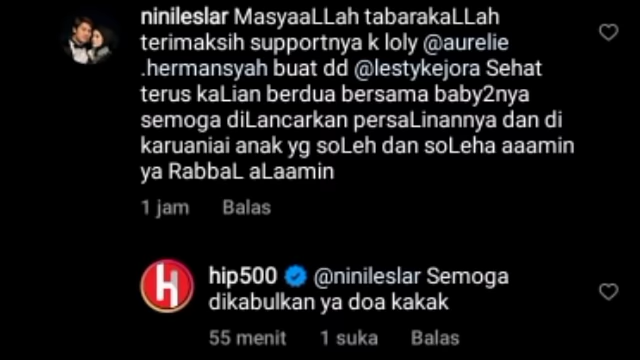 ninileslar MasyaaLLah tabarakaLLah
terimaksih supportnya k loly @aurelie
.hermansyah buat dd @lestykejora Sehat
terus kaLian berdua bersama baby2nya
semoga diLancarkan persaLinannya dan di
karuaniai anak yg soLeh dan soLeha aaamin
ya RabbaL aLaamin
1 jam Balas
hip500 @ninileslar Semoga
dikabulkan ya doa kakak
55 menit 1 suka Balas